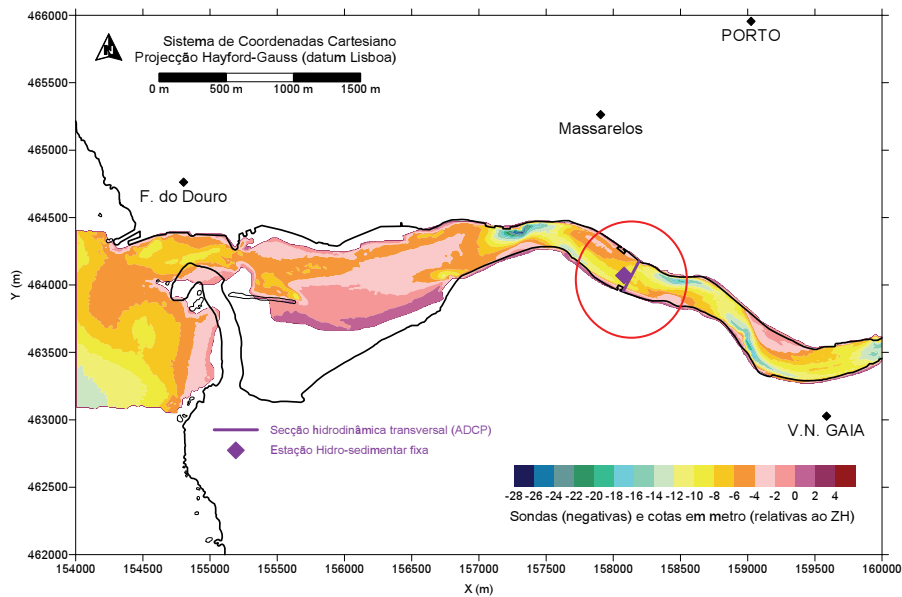 466000
465500
465000
464500
464000
463500
463000
462500
462000
Y (m)
N
Sistema de Coordenadas Cartesiano
Projecção Hayford-Gauss (datum Lisboa)
0 m 500 m 1000 m 1500 m
PORTO
Massarelos
F. do Douro
V.N. GAIA
Secção hidrodinâmica transversal (ADCP)
Estação Hidro-sedimentar fixa
-28 -26 -24 -22 -20 -18 -16 -14 -12 -10 -8 -6 -4 -2 0 2 4
Sondas (negativas) e cotas em metro (relativas ao ZH)
154000 154500 155000 155500 156000 156500 157000 157500 158000 158500 159000 159500 160000
X (m)